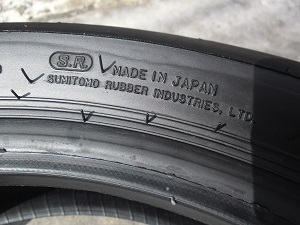 S.R. MADE IN JAPAN
SUMITOMO RUBBER INDUSTRIES, LTD